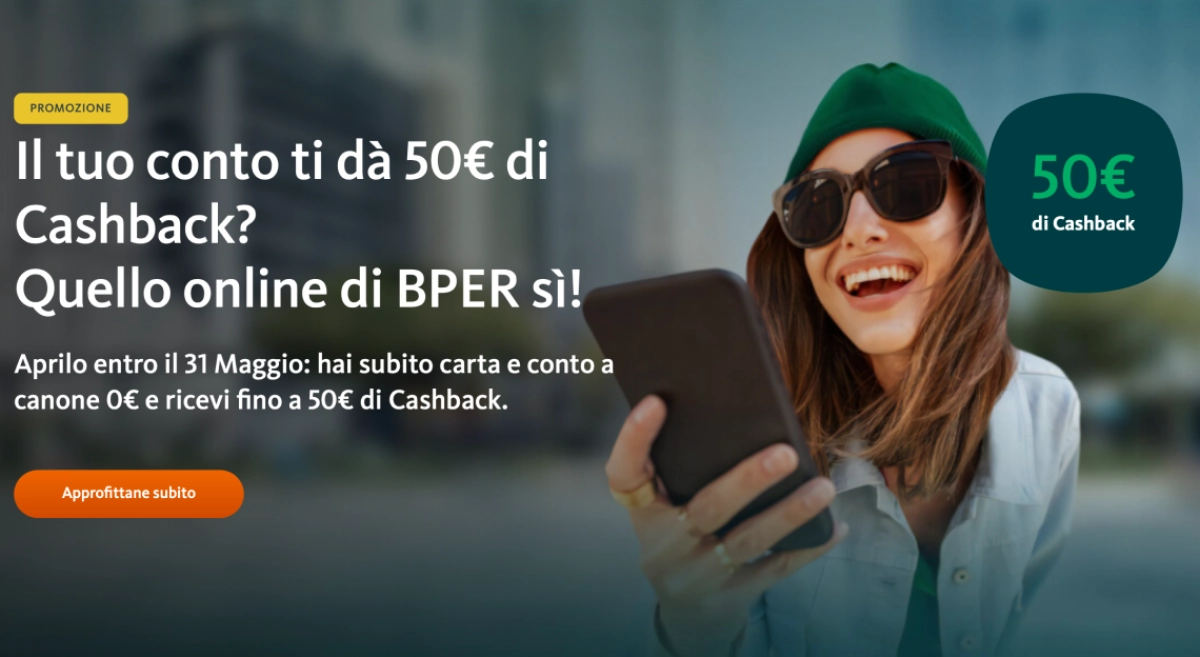 PROMOZIONE
Il tuo conto ti dà 50€ di
Cashback?
Quello online di BPER sì!
Aprilo entro il 31 Maggio: hai subito carta e conto a
canone 0€ e ricevi fino a 50€ di Cashback.
Approfittane subito
50€
di Cashback